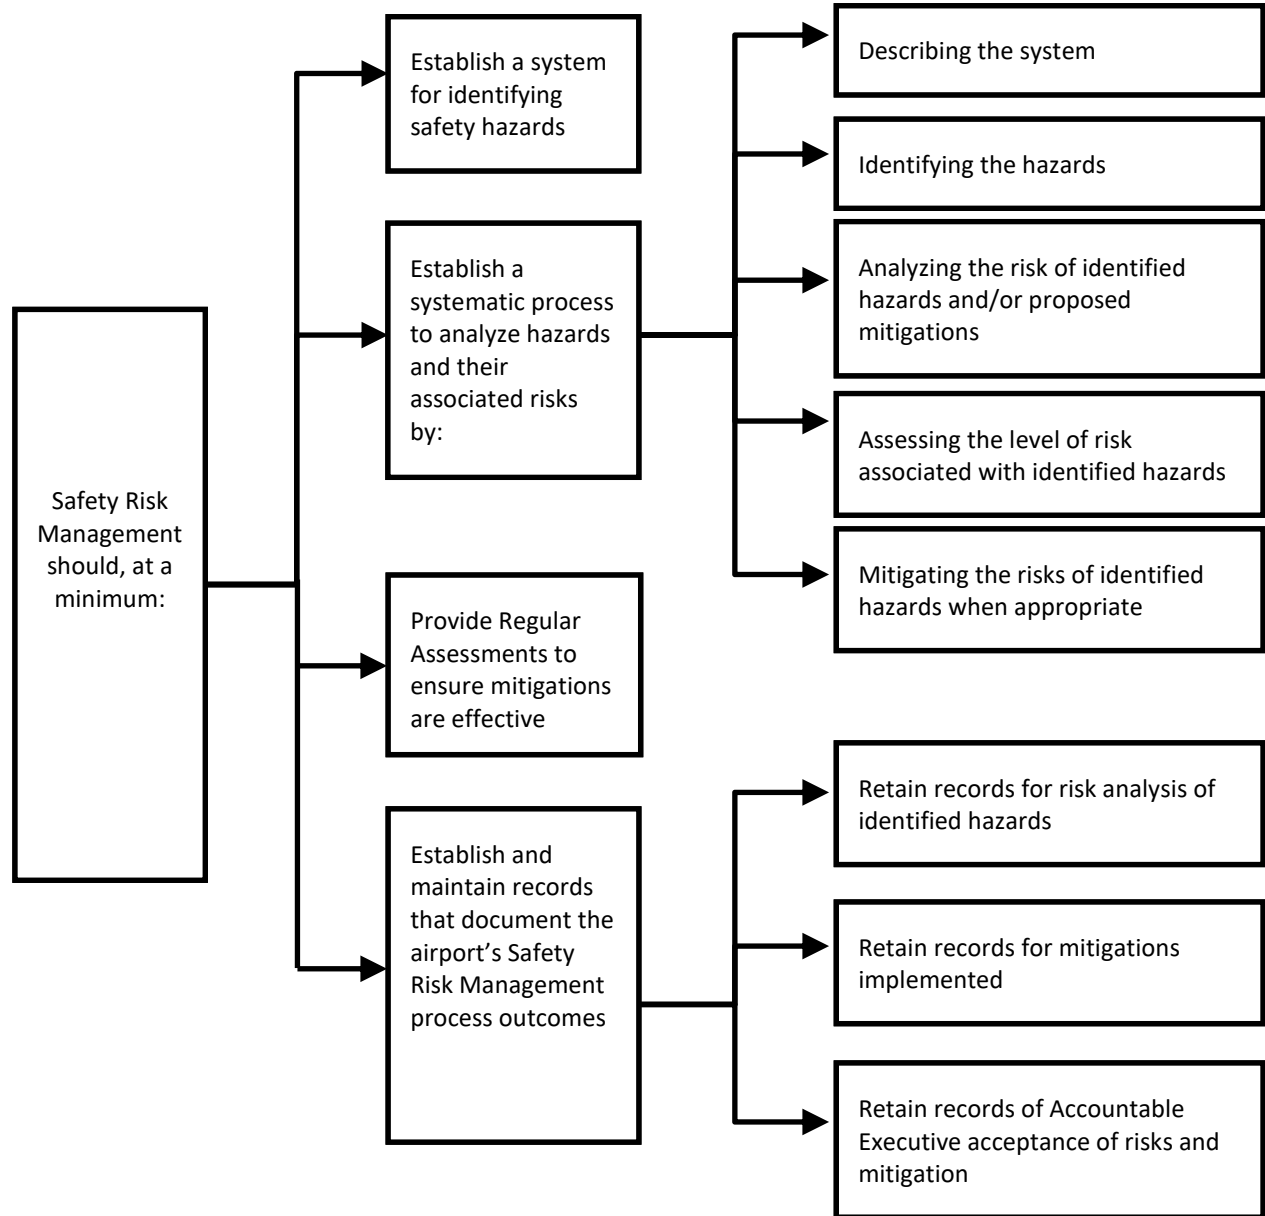 Safety Risk
Management
should, at a
minimum:
Establish a system
for identifying
safety hazards
Establish a
systematic process
to analyze hazards
and their
associated risks
by:
Describing the system
Identifying the hazards
Analyzing the risk of identified
hazards and/or proposed
mitigations
Assessing the level of risk
associated with identified hazards
Mitigating the risks of identified
hazards when appropriate
Provide Regular
Assessments to
ensure mitigations
are effective
Establish and
maintain records
that document the
airport’s Safety
Risk Management
process outcomes
Retain records for risk analysis of
identified hazards
Retain records for mitigations
implemented
Retain records of Accountable
Executive acceptance of risks and
mitigation